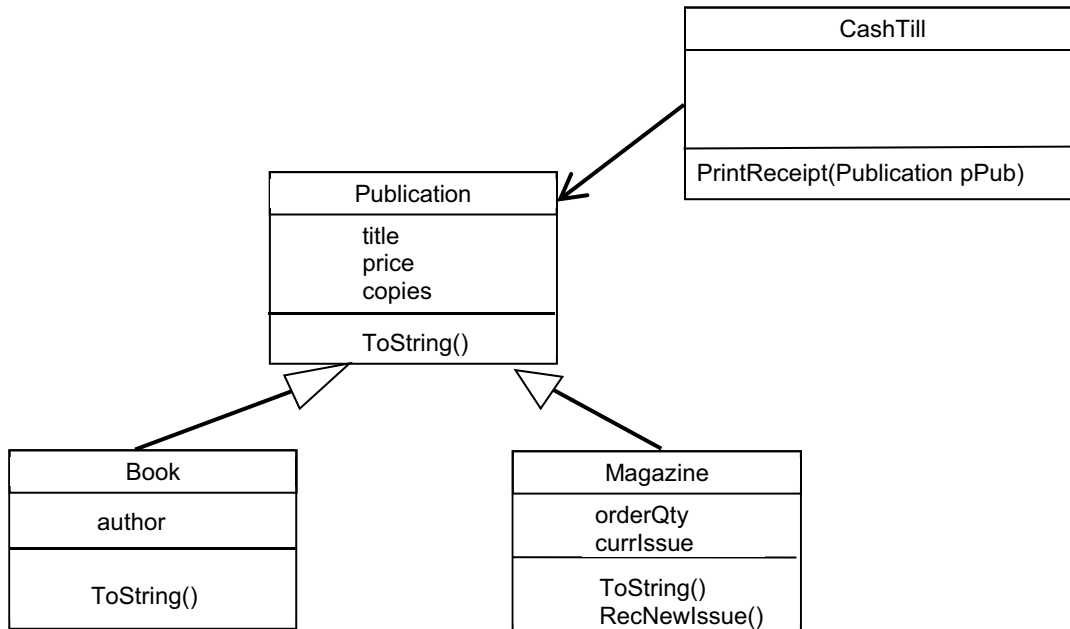 CashTill
PrintReceipt(Publication pPub)
Publication
title
price
copies
ToString()
Book
author
ToString()
Magazine
orderQty
currIssue
ToString()
RecNewIssue()